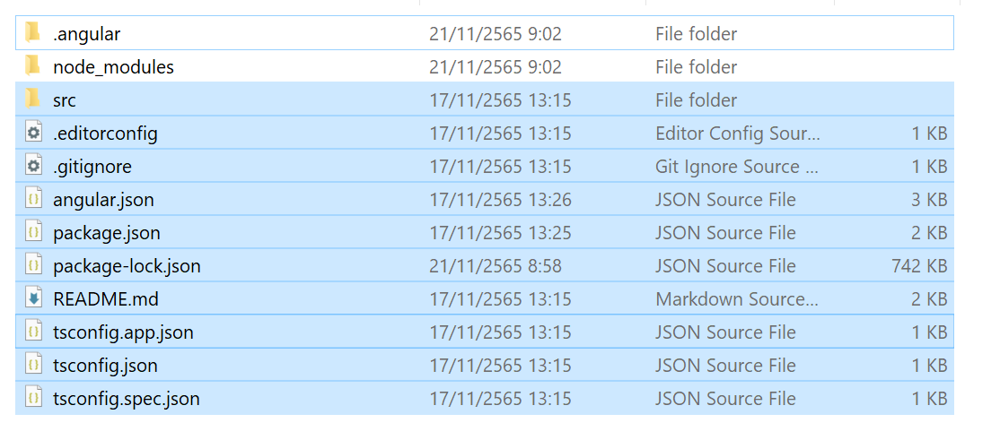 .angular 21/11/2565 9:02 File folder
node_modules 21/11/2565 9:02 File folder
src 17/11/2565 13:15 File folder
.editorconfig 17/11/2565 13:15 Editor Config Sour... 1 KB
.gitignore 17/11/2565 13:15 Git Ignore Source ... 1 KB
angular.json 17/11/2565 13:26 JSON Source File 3 KB
package.json 17/11/2565 13:25 JSON Source File 2 KB
package-lock.json 21/11/2565 8:58 JSON Source File 742 KB
README.md 17/11/2565 13:15 Markdown Source... 2 KB
tsconfig.app.json 17/11/2565 13:15 JSON Source File 1 KB
tsconfig.json 17/11/2565 13:15 JSON Source File 1 KB
tsconfig.spec.json 17/11/2565 13:15 JSON Source File 1 KB